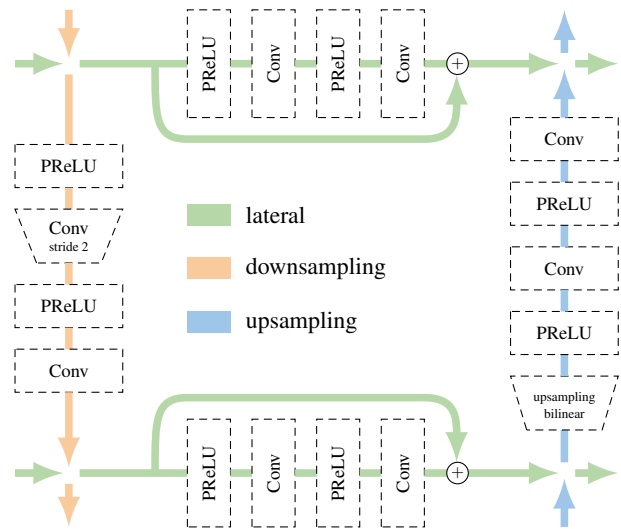 PReLU
Conv
PReLU
Conv
+
PReLU
Conv
stride 2
PReLU
Conv
lateral
downsampling
upsampling
Conv
PReLU
Conv
PReLU
upsampling
bilinear
PReLU
Conv
PReLU
Conv
+